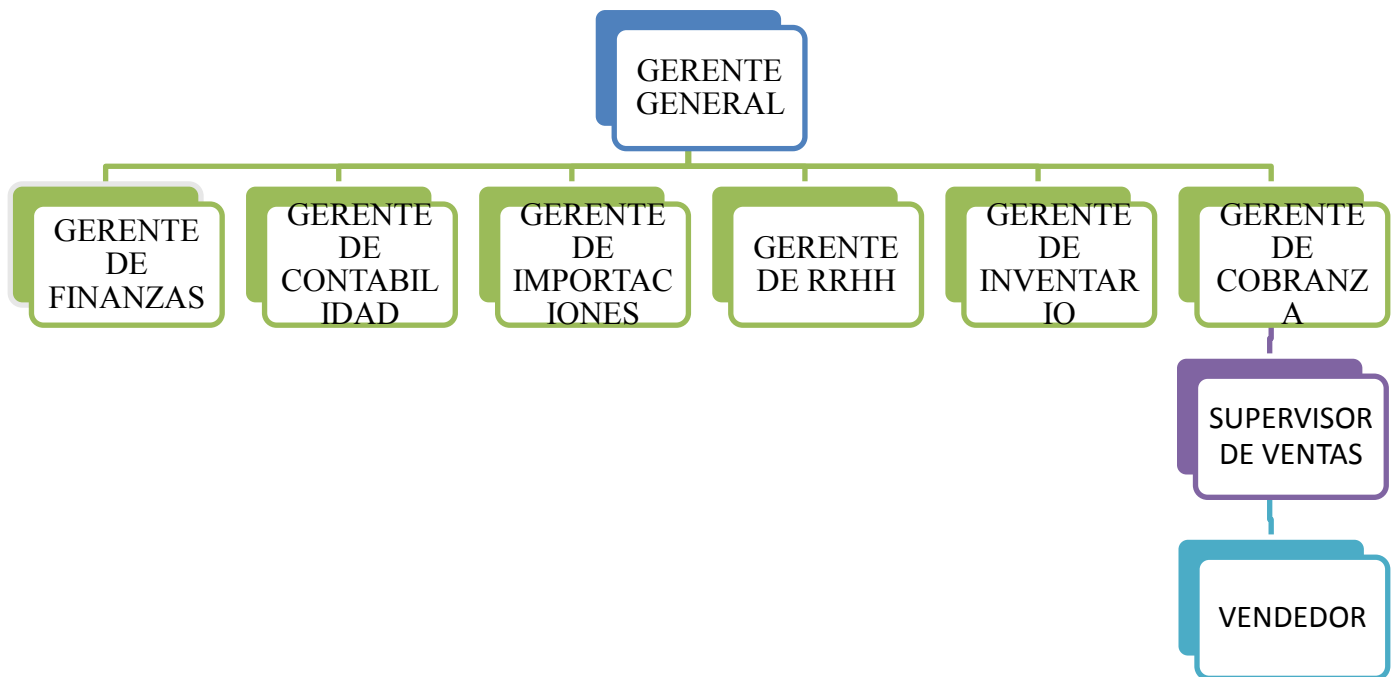 GERENTE
GENERAL
GERENTE
DE
FINANZAS
GERENTE
DE
CONTABIL
IDAD
GERENTE
DE
IMPORTAC
IONES
GERENTE
DE RRHH
GERENTE
DE
INVENTAR
IO
GERENTE
DE
COBRANZ
A
SUPERVISOR
DE VENTAS
VENDEDOR